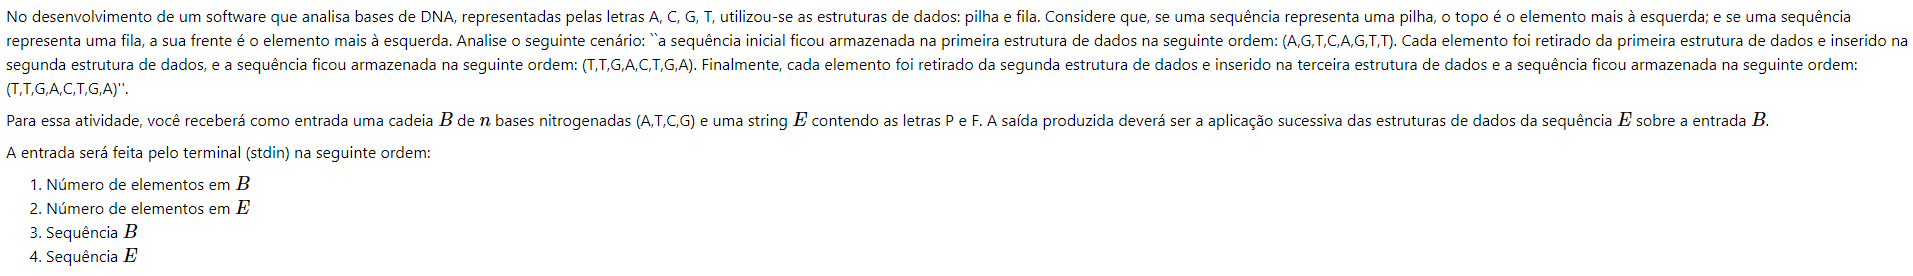 No desenvolvimento de um software que analisa bases de DNA, representadas pelas letras A, C, G, T, utilizou-se as estruturas de dados: pilha e fila. Considere que, se uma sequência representa uma pilha, o topo é o elemento mais à esquerda; e se uma sequência
representa uma fila, a sua frente é o elemento mais à esquerda. Analise o seguinte cenário: ``a sequência inicial ficou armazenada na primeira estrutura de dados na seguinte ordem: (A,G,T,C,A,G,T,T). Cada elemento foi retirado da primeira estrutura de dados e inserido na
segunda estrutura de dados, e a sequência ficou armazenada na seguinte ordem: (T,T,G,A,C,T,G,A). Finalmente, cada elemento foi retirado da segunda estrutura de dados e inserido na terceira estrutura de dados e a sequência ficou armazenada na seguinte ordem:
(T,T,G,A,C,T,G,A)''.
Para essa atividade, você receberá como entrada uma cadeia B de n bases nitrogenadas (A,T,C,G) e uma string E contendo as letras P e F. A saída produzida deverá ser a aplicação sucessiva das estruturas de dados da sequência E sobre a entrada B.
A entrada será feita pelo terminal (stdin) na seguinte ordem:
1. Número de elementos em B
2. Número de elementos em E
3. Sequência B
4. Sequência E